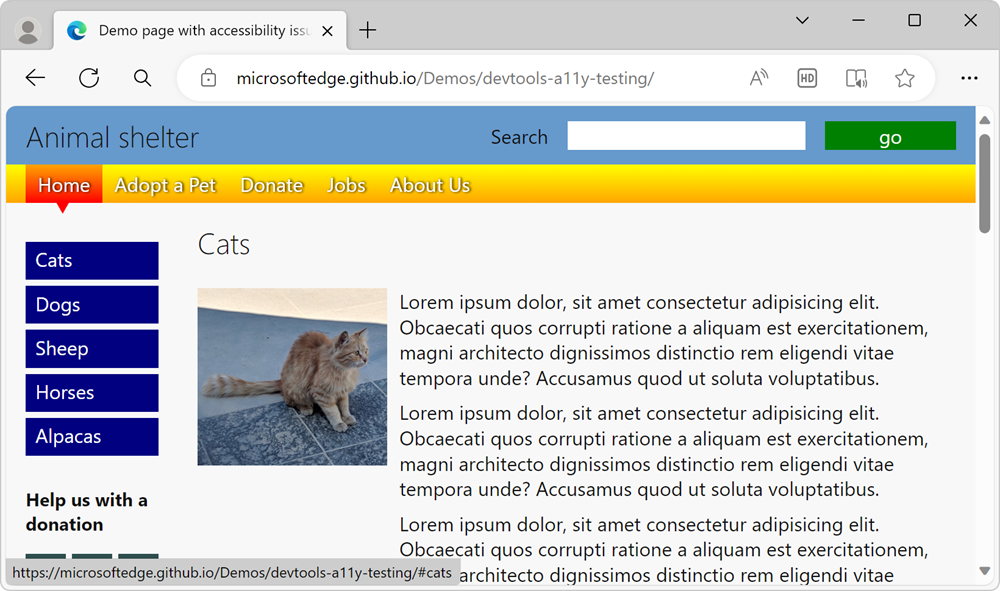 Demo page with accessibility issu
microsoftedge.github.io/Demos/devtools-a11y-testing/
HD
Animal shelter
Search
go
Home
Adopt a Pet
Donate
Jobs
About Us
Cats
Dogs
Sheep
Horses
Alpacas
Help us with a
donation
Cats
Lorem ipsum dolor, sit amet consectetur adipisicing elit.
Obcaecati quos corrupti ratione a aliquam est exercitationem,
magni architecto dignissimos distinctio rem eligendi vitae
tempora unde? Accusamus quod ut soluta voluptatibus.
Lorem ipsum dolor, sit amet consectetur adipisicing elit.
Obcaecati quos corrupti ratione a aliquam est exercitationem,
magni architecto dignissimos distinctio rem eligendi vitae
tempora unde? Accusamus quod ut soluta voluptatibus.
Lorem ipsum dolor, sit amet consectetur adipisicing elit.
Obcaecati quos corrupti ratione a aliquam est exercitationem,
architecto dignissimos distinctio rem eligendi vitae
https://microsoftedge.github.io/Demos/devtools-a11y-testing/#cats